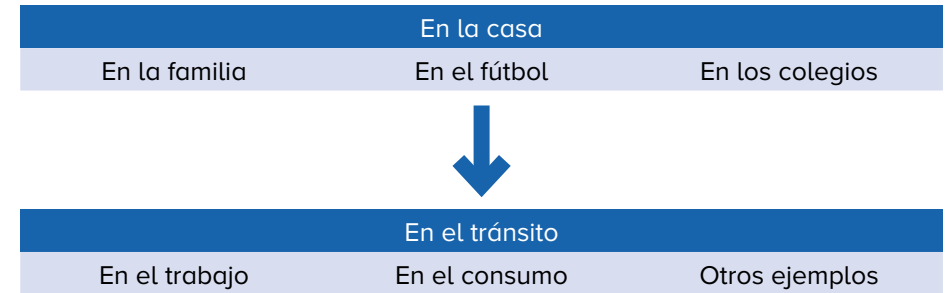 En la casa
En la familia En el fútbol En los colegios
En el tránsito
En el trabajo En el consumo Otros ejemplos